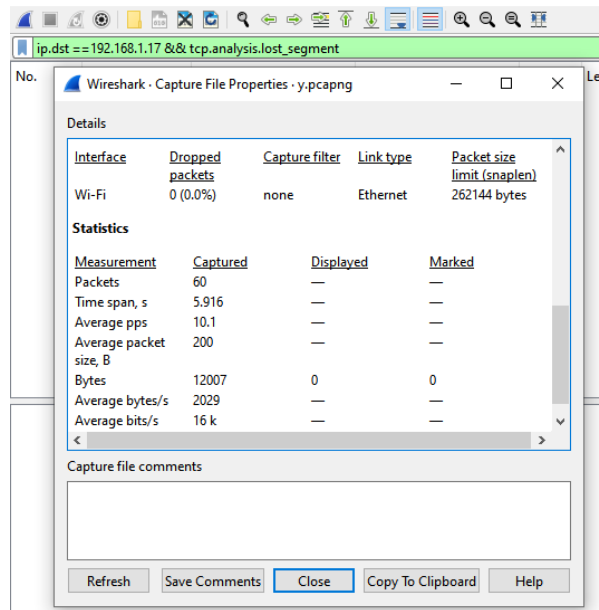 ip.dst ==192.168.1.17 && tcp.analysis.lost_segment
No.
Le
Wireshark · Capture File Properties · y.pcapng
Details
Interface Dropped packets Capture filter Link type Packet size limit (snaplen)
Wi-Fi 0 (0.0%) none Ethernet 262144 bytes
Statistics
Measurement Captured Displayed Marked
Packets 60 — —
Time span, s 5.916 — —
Average pps 10.1 — —
Average packet size, B 200 — —
Bytes 12007 0 0
Average bytes/s 2029 — —
Average bits/s 16 k — —
Capture file comments
Refresh Save Comments Close Copy To Clipboard Help